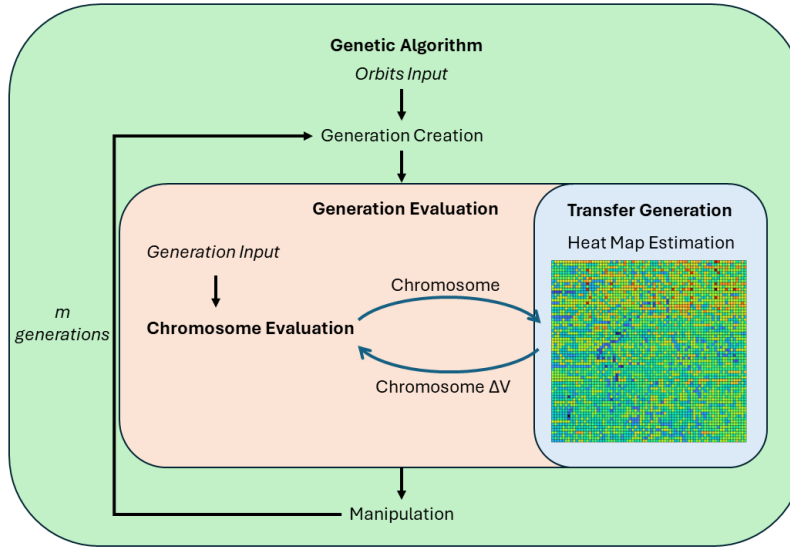 Genetic Algorithm
Orbits Input
Generation Creation
Generation Evaluation
Transfer Generation
Heat Map Estimation
Generation Input
Chromosome
Chromosome Evaluation
Chromosome ΔV
m
generations
Manipulation